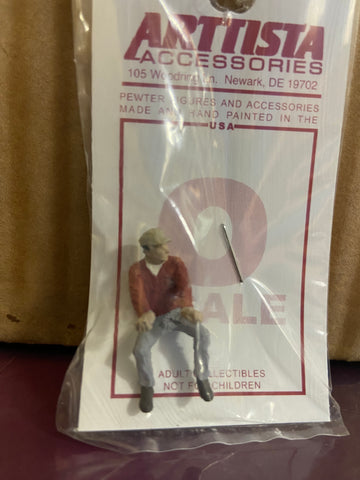 ARTTISTA
ACCESSORIES
105 Woodring Ln. Newark, DE 19702
PEWTER FIGURES AND ACCESSORIES
MADE AND HAND PAINTED IN THE
USA
O
SCALE
ADULT COLLECTIBLES
NOT FOR CHILDREN